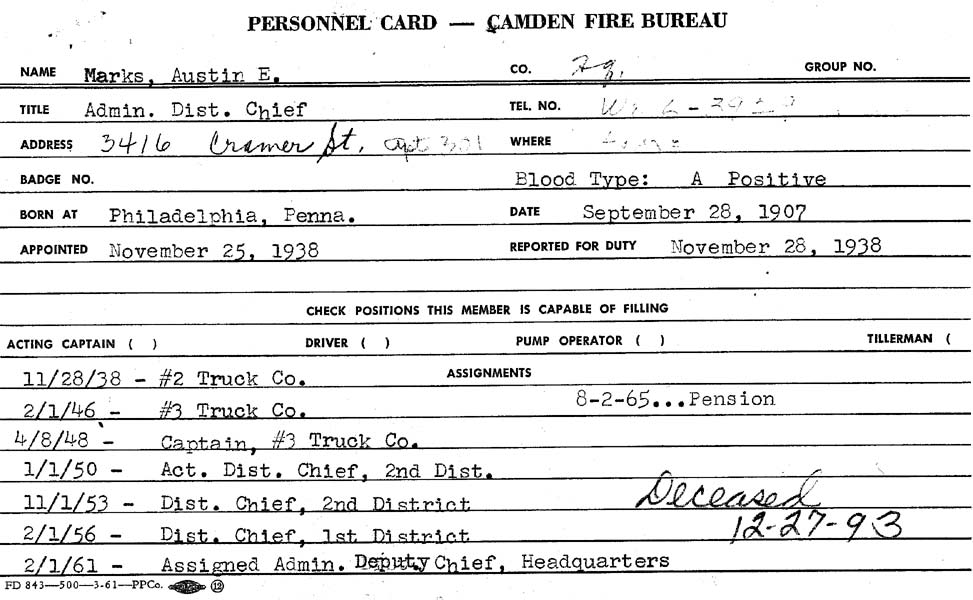 PERSONNEL CARD — CAMDEN FIRE BUREAU
NAME Marks, Austin E. CO. Hq. GROUP NO.
TITLE Admin. Dist. Chief TEL. NO.
ADDRESS 3416 Cramer St. apt 301 WHERE
BADGE NO. Blood Type: A Positive
BORN AT Philadelphia, Penna. DATE September 28, 1907
APPOINTED November 25, 1938 REPORTED FOR DUTY November 28, 1938
CHECK POSITIONS THIS MEMBER IS CAPABLE OF FILLING
ACTING CAPTAIN ( ) DRIVER ( ) PUMP OPERATOR ( ) TILLERMAN (
ASSIGNMENTS
11/28/38 - #2 Truck Co.
2/1/46 - #3 Truck Co. 8-2-65...Pension
4/8/48 - Captain, #3 Truck Co.
1/1/50 - Act. Dist. Chief, 2nd Dist.
11/1/53 - Dist. Chief, 2nd District Deceased
2/1/56 - Dist. Chief, 1st District 12-27-93
2/1/61 - Assigned Admin. Deputy Chief, Headquarters
FD 843—500—3-61—PPCo. 12